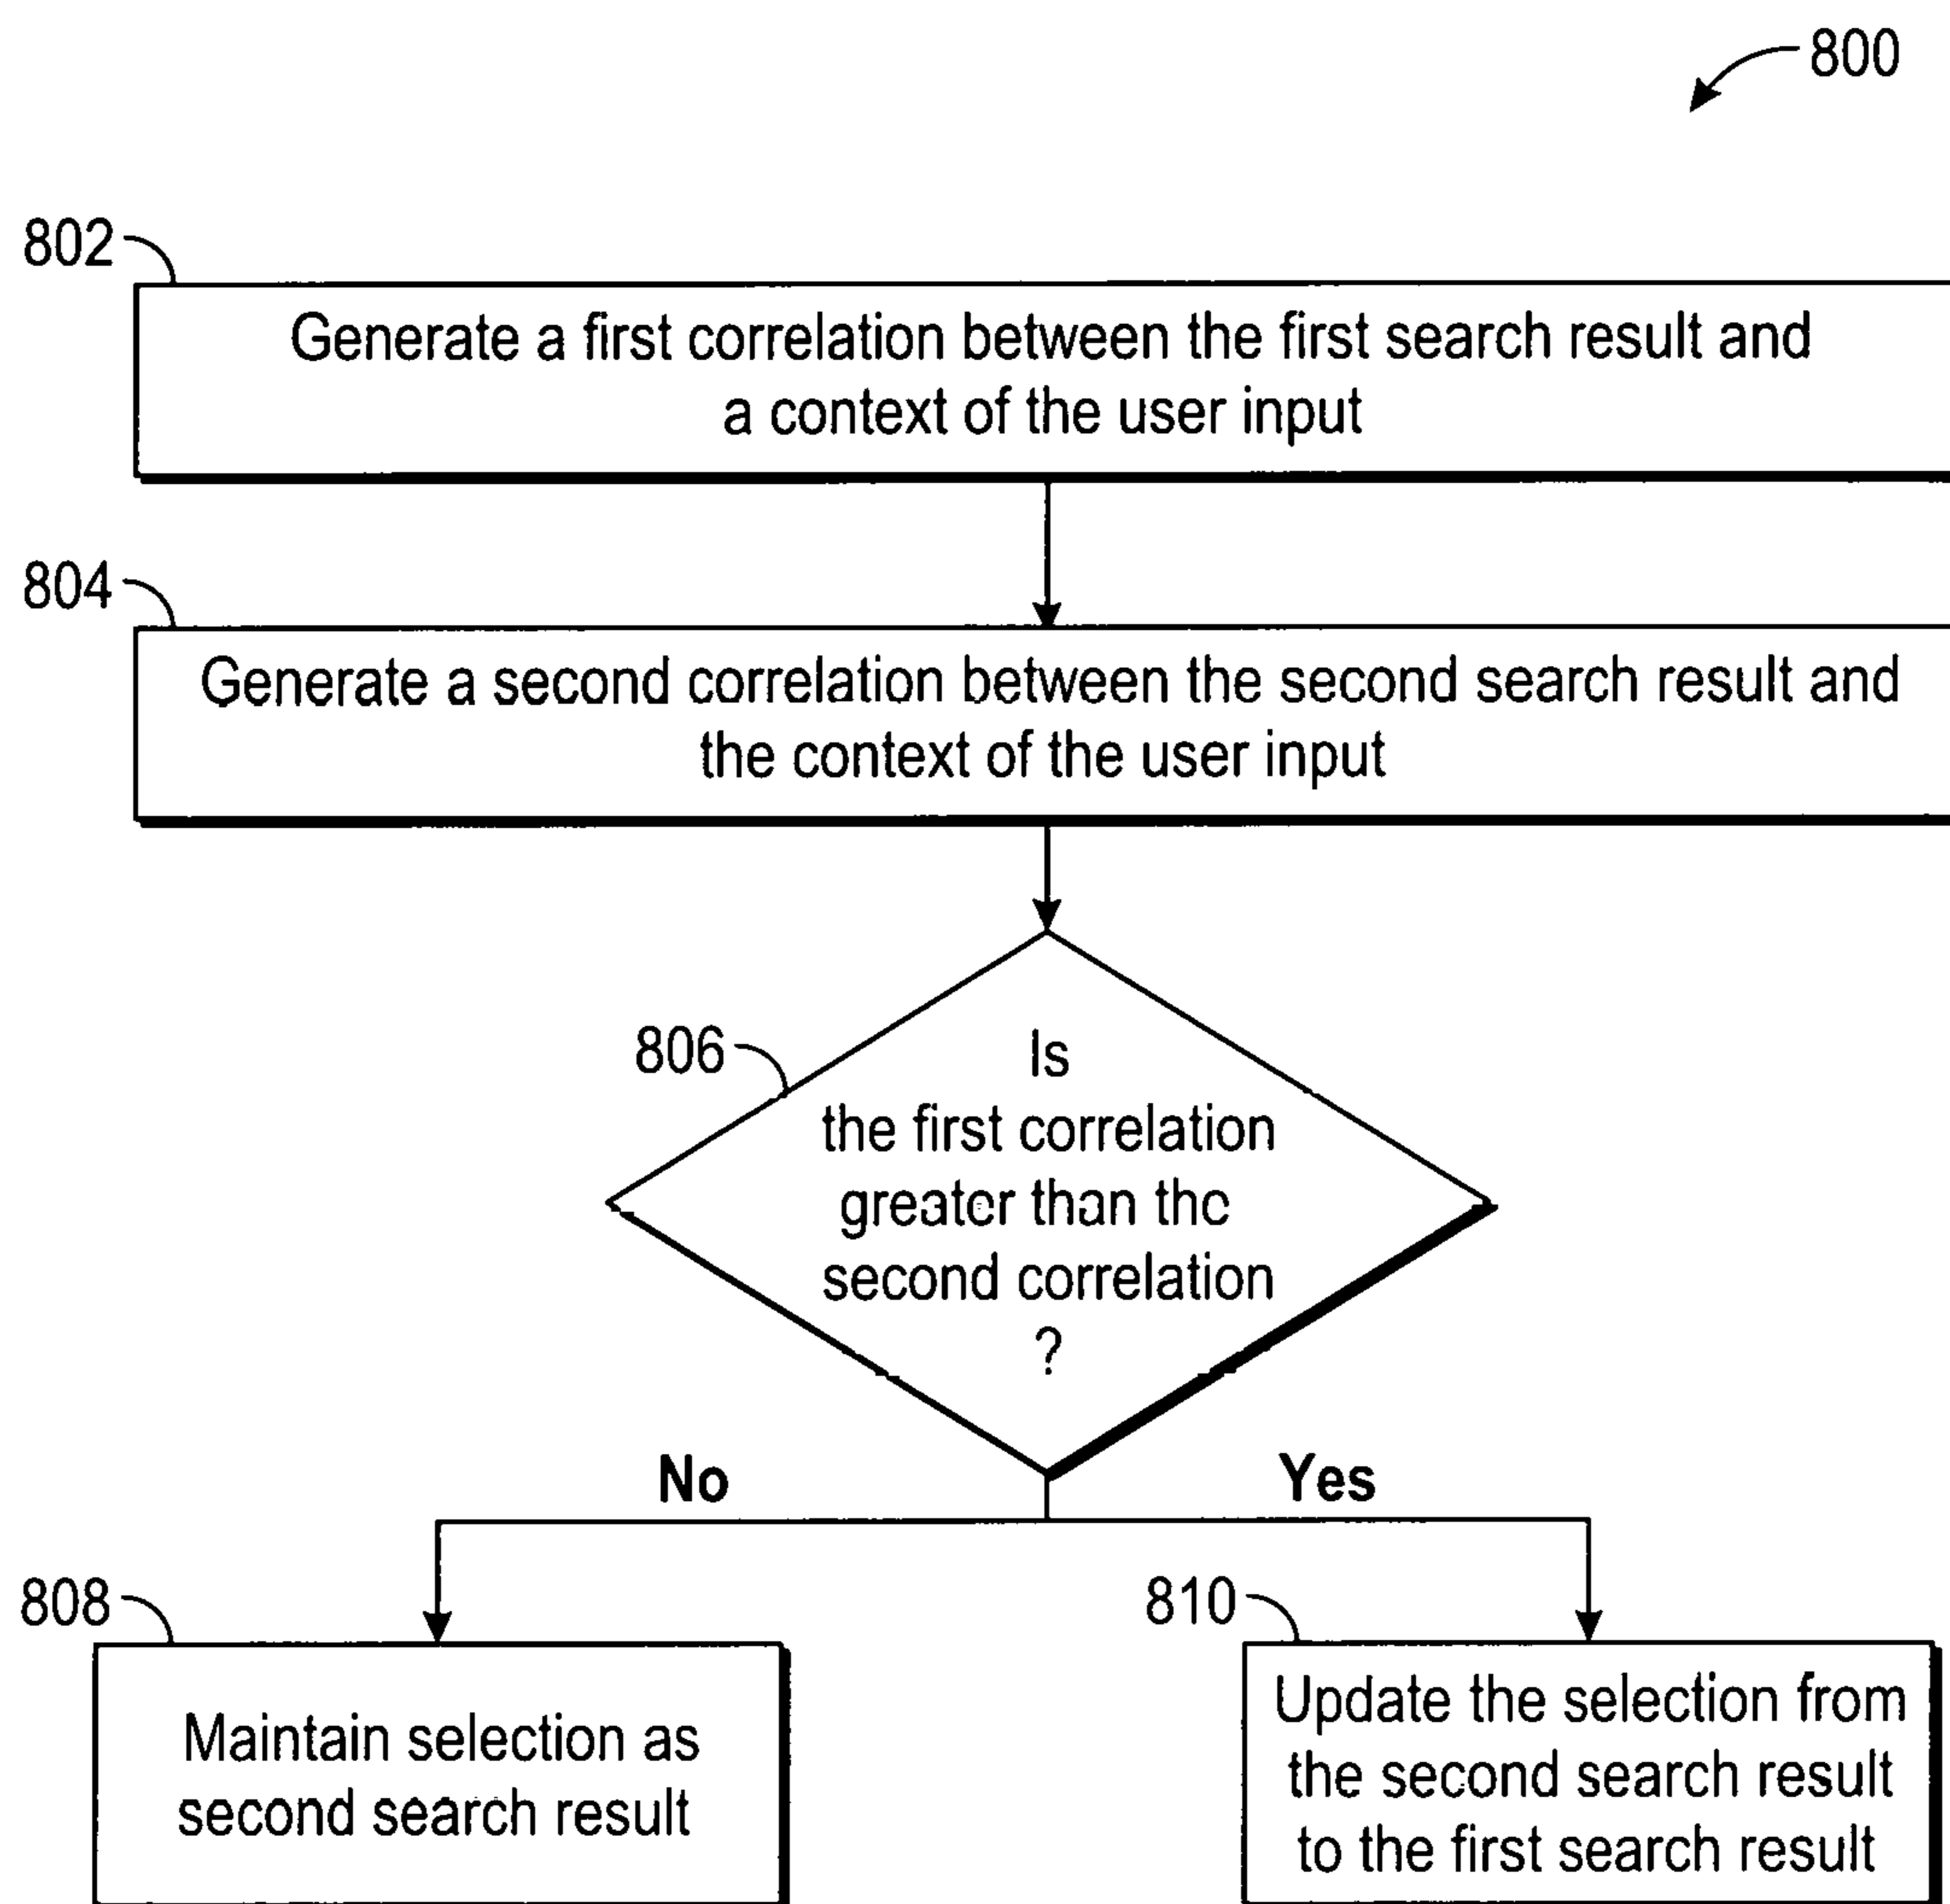 800
802
Generate a first correlation between the first search result and
a context of the user input
804
Generate a second correlation between the second search result and
the context of the user input
806
Is
the first correlation
greater than the
second correlation
?
No
Yes
808
Maintain selection as
second search result
810
Update the selection from
the second search result
to the first search result